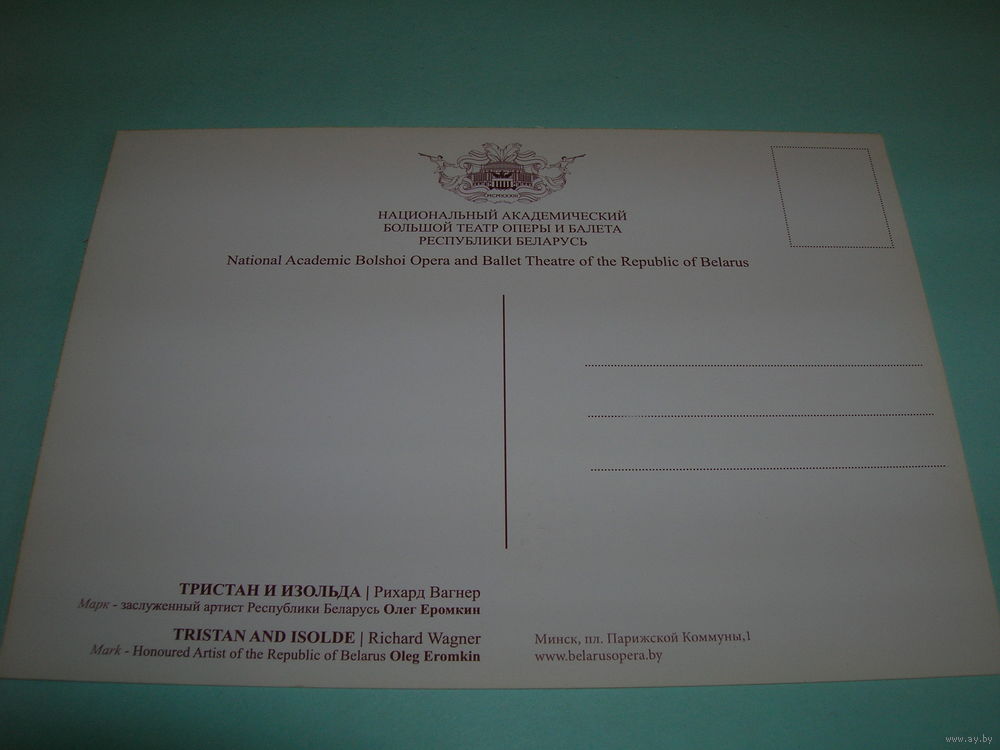 MCMXXXIII
НАЦИОНАЛЬНЫЙ АКАДЕМИЧЕСКИЙ
БОЛЬШОЙ ТЕАТР ОПЕРЫ И БАЛЕТА
РЕСПУБЛИКИ БЕЛАРУСЬ
National Academic Bolshoi Opera and Ballet Theatre of the Republic of Belarus
ТРИСТАН И ИЗОЛЬДА | Рихард Вагнер
Марк - заслуженный артист Республики Беларусь Олег Еромкин
TRISTAN AND ISOLDE | Richard Wagner
Mark - Honoured Artist of the Republic of Belarus Oleg Eromkin
Минск, пл. Парижской Коммуны,1
www.belarusopera.by
www.ay.by